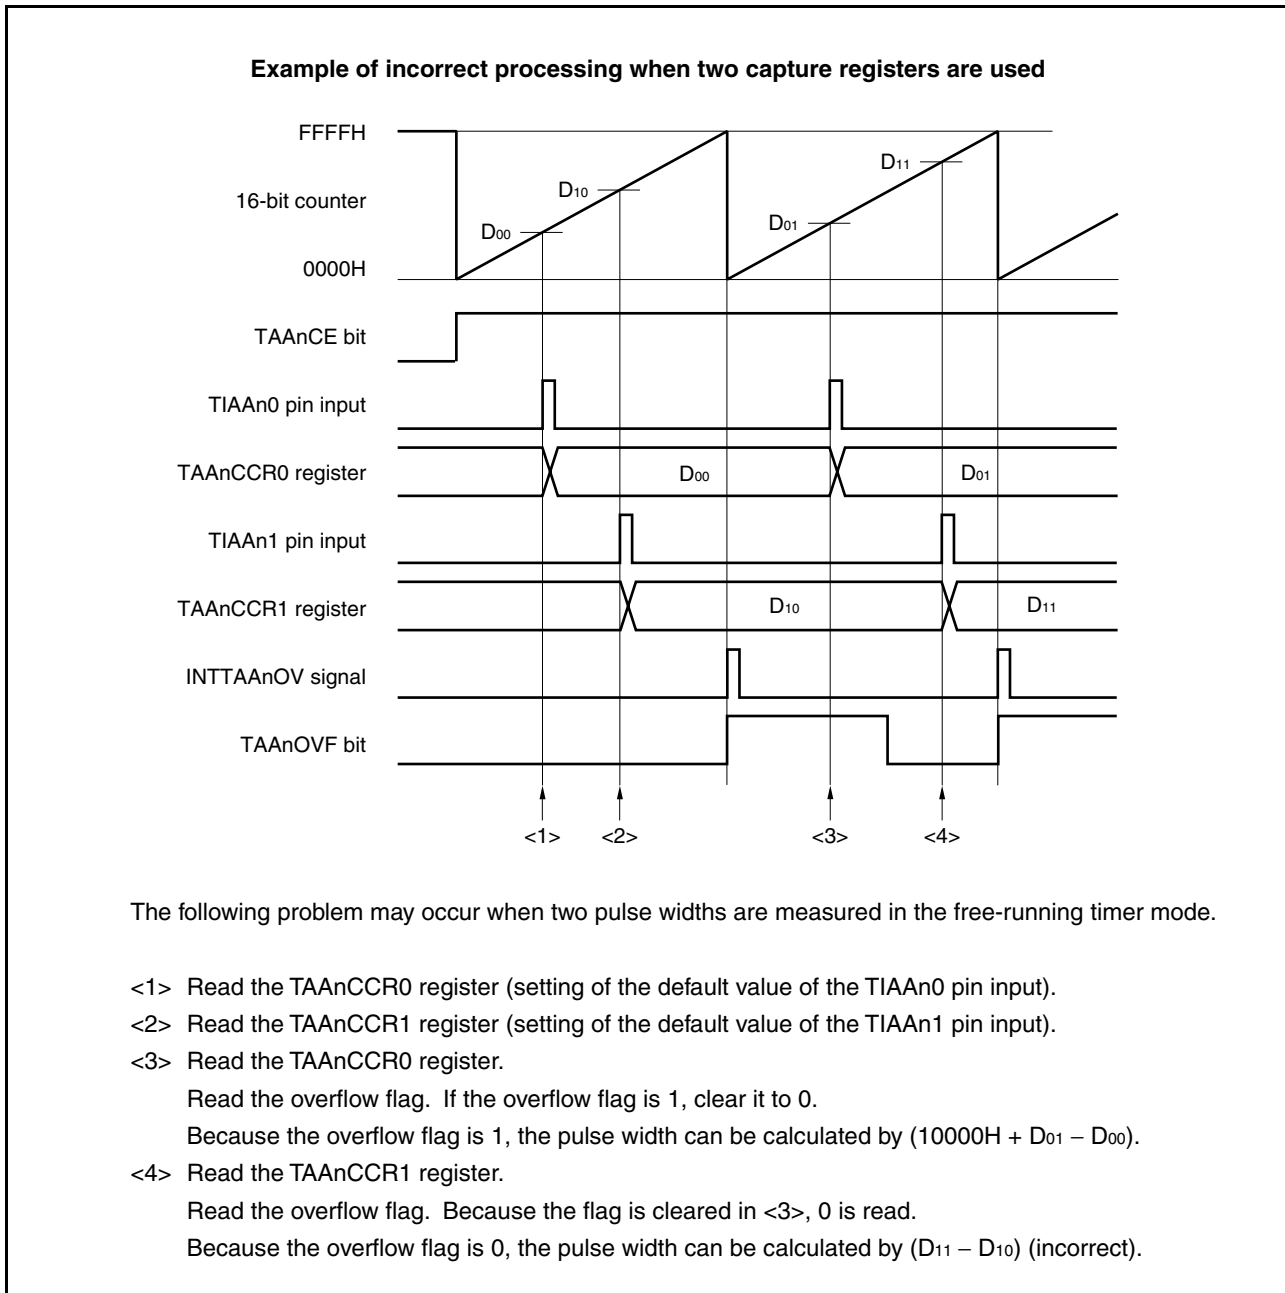 Example of incorrect processing when two capture registers are used
FFFFH
D11
D10
16-bit counter
D01
D00
0000H
TAAnCE bit
TIAAn0 pin input
TAAnCCR0 register
D00
D01
TIAAn1 pin input
TAAnCCR1 register
D10
D11
INTTAAnOV signal
TAAnOVF bit
<1> <2> <3> <4>
The following problem may occur when two pulse widths are measured in the free-running timer mode.
<1> Read the TAAnCCR0 register (setting of the default value of the TIAAn0 pin input).
<2> Read the TAAnCCR1 register (setting of the default value of the TIAAn1 pin input).
<3> Read the TAAnCCR0 register.
Read the overflow flag. If the overflow flag is 1, clear it to 0.
Because the overflow flag is 1, the pulse width can be calculated by (10000H + D01 − D00).
<4> Read the TAAnCCR1 register.
Read the overflow flag. Because the flag is cleared in <3>, 0 is read.
Because the overflow flag is 0, the pulse width can be calculated by (D11 − D10) (incorrect).